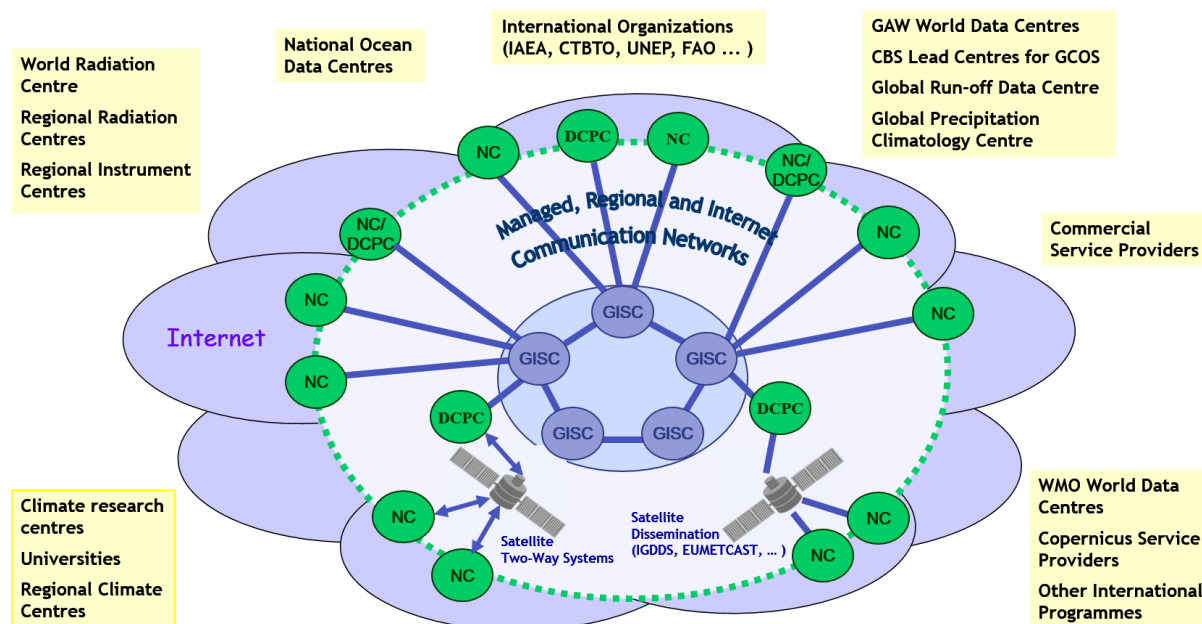 International Organizations
(IAEA, CTBTO, UNEP, FAO ... )
GAW World Data Centres
CBS Lead Centres for GCOS
Global Run-off Data Centre
Global Precipitation
Climatology Centre
National Ocean
Data Centres
World Radiation
Centre
Regional Radiation
Centres
Regional Instrument
Centres
Commercial
Service Providers
NC
DCPC
NC
NC/
DCPC
NC/
DCPC
NC
NC
NC
NC
Managed, Regional and Internet
Communication Networks
Internet
GISC
GISC
GISC
GISC
GISC
DCPC
DCPC
NC
NC
NC
NC
Satellite
Two-Way Systems
Satellite
Dissemination
(IGDDS, EUMETCAST, ... )
Climate research
centres
Universities
Regional Climate
Centres
WMO World Data
Centres
Copernicus Service
Providers
Other International
Programmes